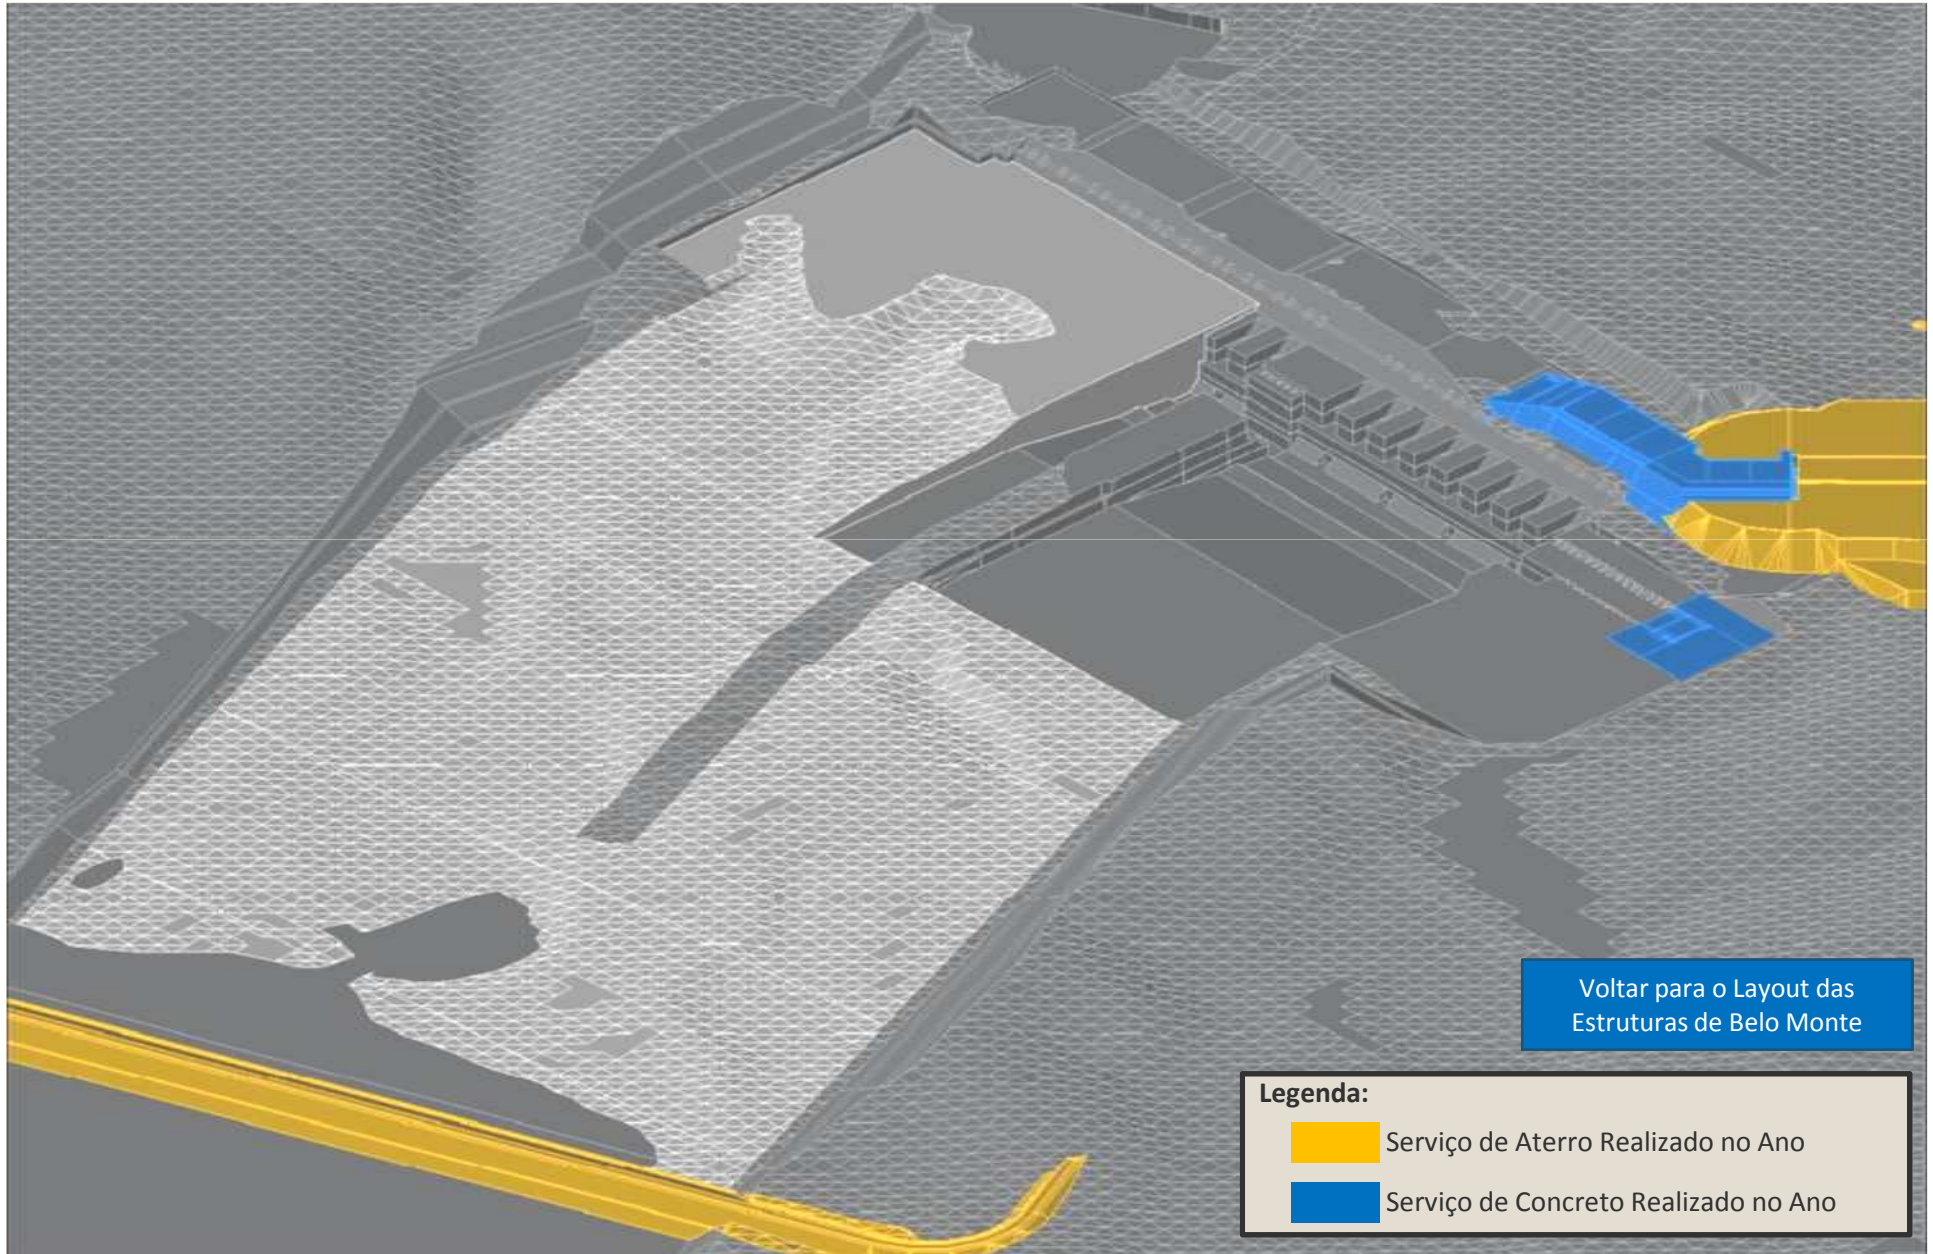 Voltar para o Layout das
Estruturas de Belo Monte
Legenda:
Serviço de Aterro Realizado no Ano
Serviço de Concreto Realizado no Ano